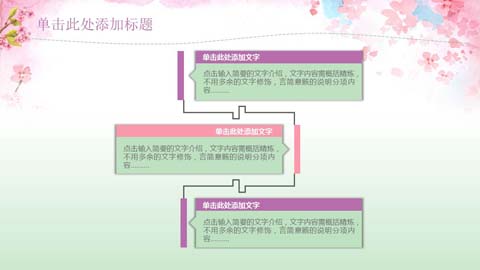 单击此处添加标题
单击此处添加文字
点击输入简要的文字介绍，文字内容需概括精炼，
不用多余的文字修饰，言简意赅的说明分项内
容……...
单击此处添加文字
点击输入简要的文字介绍，文字内容需概括精炼，
不用多余的文字修饰，言简意赅的说明分项内
容……...
单击此处添加文字
点击输入简要的文字介绍，文字内容需概括精炼，
不用多余的文字修饰，言简意赅的说明分项内
容……...